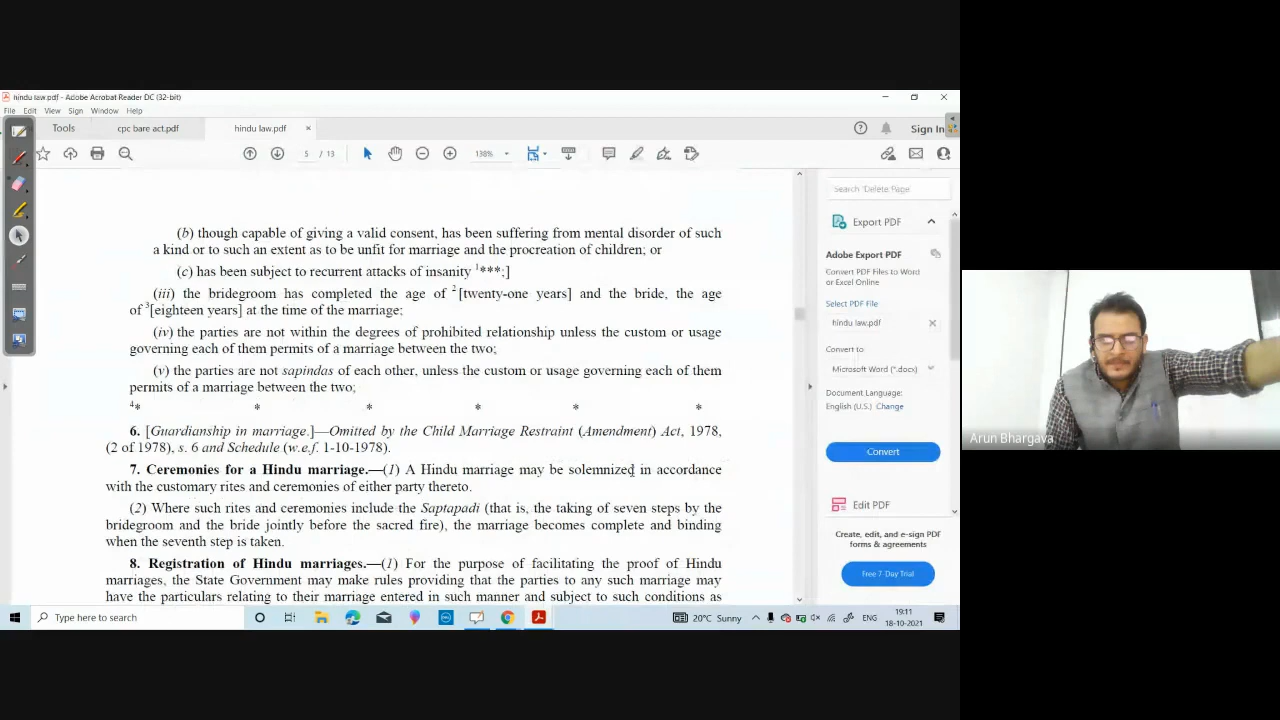 hindu law.pdf - Adobe Acrobat Reader DC (32-bit)
File Edit View Sign Window Help
Tools cpc bare act.pdf hindu law.pdf × Sign In
5 / 13 138%
(b) though capable of giving a valid consent, has been suffering from mental disorder of such
a kind or to such an extent as to be unfit for marriage and the procreation of children; or
(c) has been subject to recurrent attacks of insanity 1***;]
(iii) the bridegroom has completed the age of 2[twenty-one years] and the bride, the age
of 3[eighteen years] at the time of the marriage;
(iv) the parties are not within the degrees of prohibited relationship unless the custom or usage
governing each of them permits of a marriage between the two;
(v) the parties are not sapindas of each other, unless the custom or usage governing each of them
permits of a marriage between the two;
4* * * * * *
6. [Guardianship in marriage.]—Omitted by the Child Marriage Restraint (Amendment) Act, 1978,
(2 of 1978), s. 6 and Schedule (w.e.f. 1-10-1978).
7. Ceremonies for a Hindu marriage.—(1) A Hindu marriage may be solemnized in accordance
with the customary rites and ceremonies of either party thereto.
(2) Where such rites and ceremonies include the Saptapadi (that is, the taking of seven steps by the
bridegroom and the bride jointly before the sacred fire), the marriage becomes complete and binding
when the seventh step is taken.
8. Registration of Hindu marriages.—(1) For the purpose of facilitating the proof of Hindu
marriages, the State Government may make rules providing that the parties to any such marriage may
have the particulars relating to their marriage entered in such manner and subject to such conditions as
Search 'Delete Page'
Export PDF
Adobe Export PDF
Convert PDF Files to Word
or Excel Online
Select PDF File
hindu law.pdf
Convert to
Microsoft Word (*.docx)
Document Language:
English (U.S.) Change
Convert
Edit PDF
Create, edit, and e-sign PDF
forms & agreements
Free 7-Day Trial
Arun Bhargava
Type here to search
20°C Sunny
ENG
19:11
18-10-2021